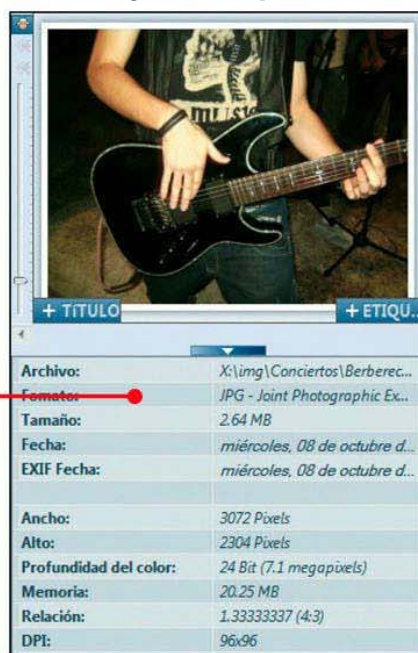 MUSIC
+ TÍTULO
+ ETIQU...
Archivo: X:\img\Conciertos\Berberec...
Fomato: JPG - Joint Photographic Ex...
Tamaño: 2.64 MB
Fecha: miércoles, 08 de octubre d...
EXIF Fecha: miércoles, 08 de octubre d...
Ancho: 3072 Pixels
Alto: 2304 Pixels
Profundidad del color: 24 Bit (7.1 megapixels)
Memoria: 20.25 MB
Relación: 1.33333337 (4:3)
DPI: 96x96